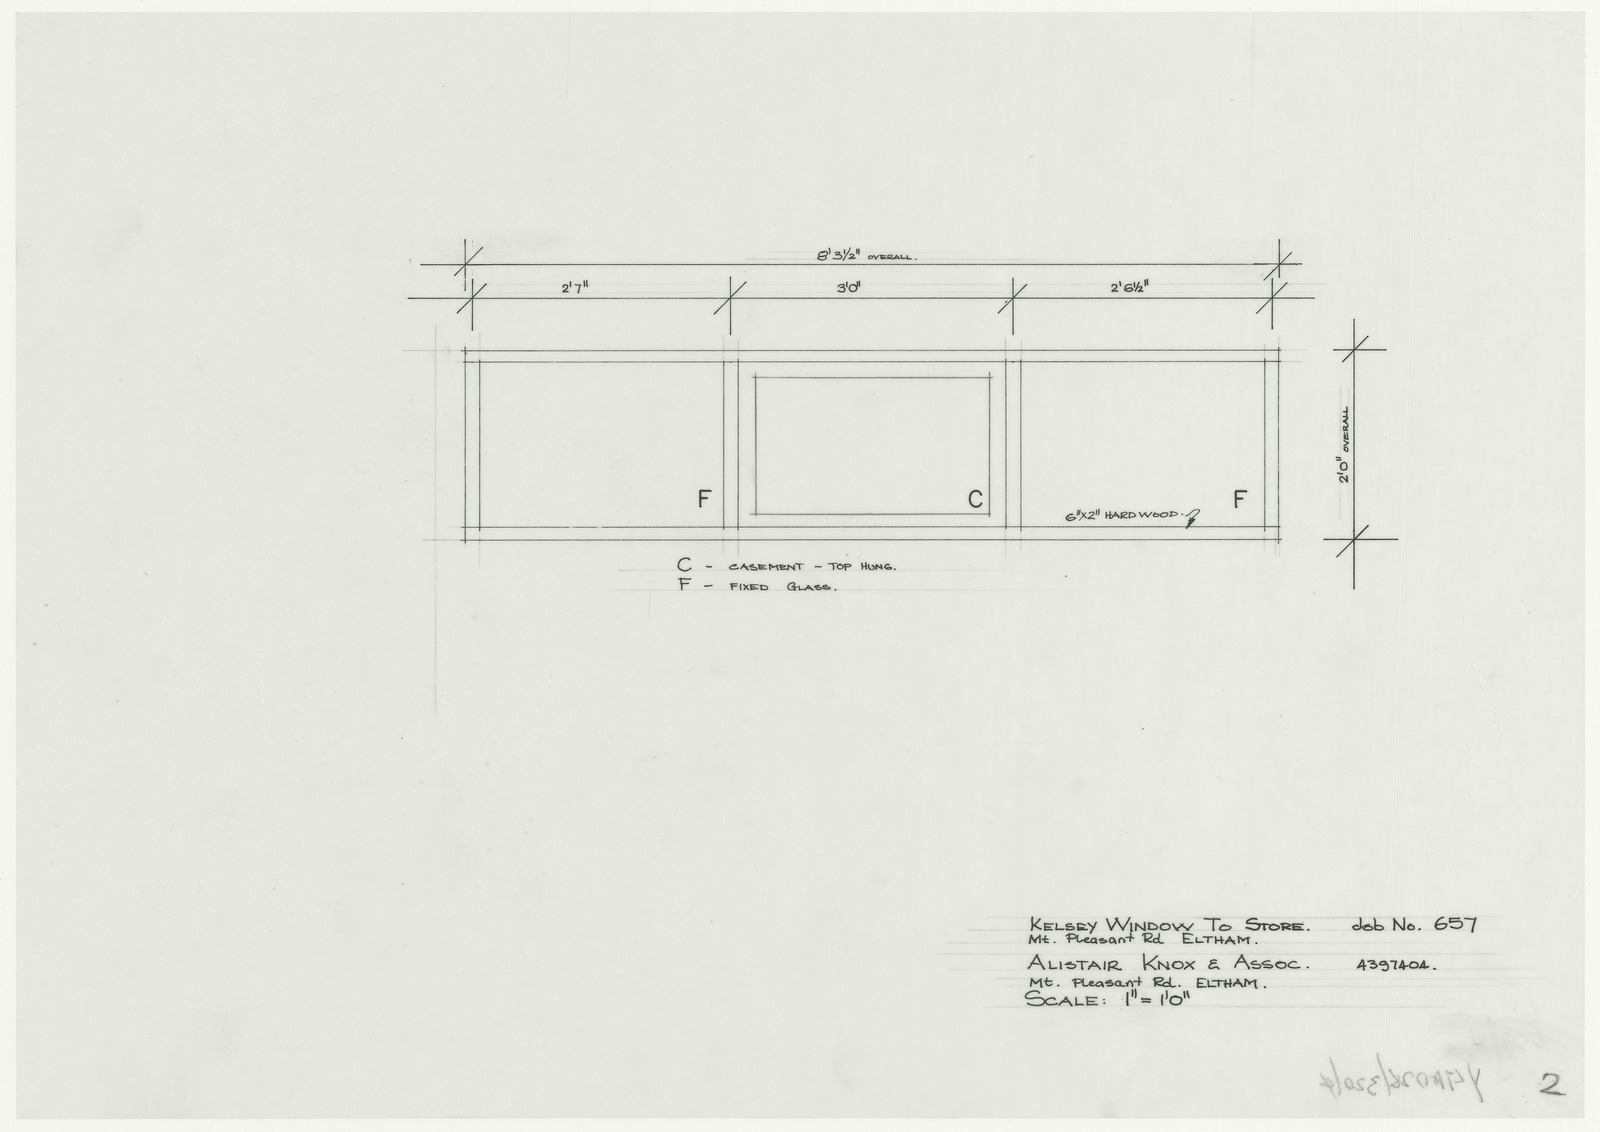 8'3½" OVERALL.
2'7" 3'0" 2'6½"
2'0" OVERALL
F C F
6"X2" HARDWOOD.
C - CASEMENT - TOP HUNG.
F - FIXED GLASS.
KELSEY WINDOW TO STORE. Job No. 657
Mt. Pleasant Rd ELTHAM.
ALISTAIR KNOX & ASSOC. 4397404.
Mt. Pleasant Rd. ELTHAM.
SCALE: 1"= 1'0"
2